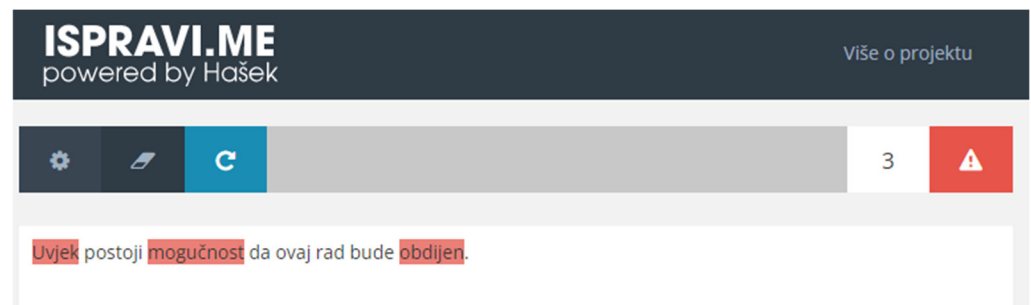 ISPRAVI.ME
powered by Hašek
Više o projektu
3
Uvjek postoji mogučnost da ovaj rad bude obdijen.